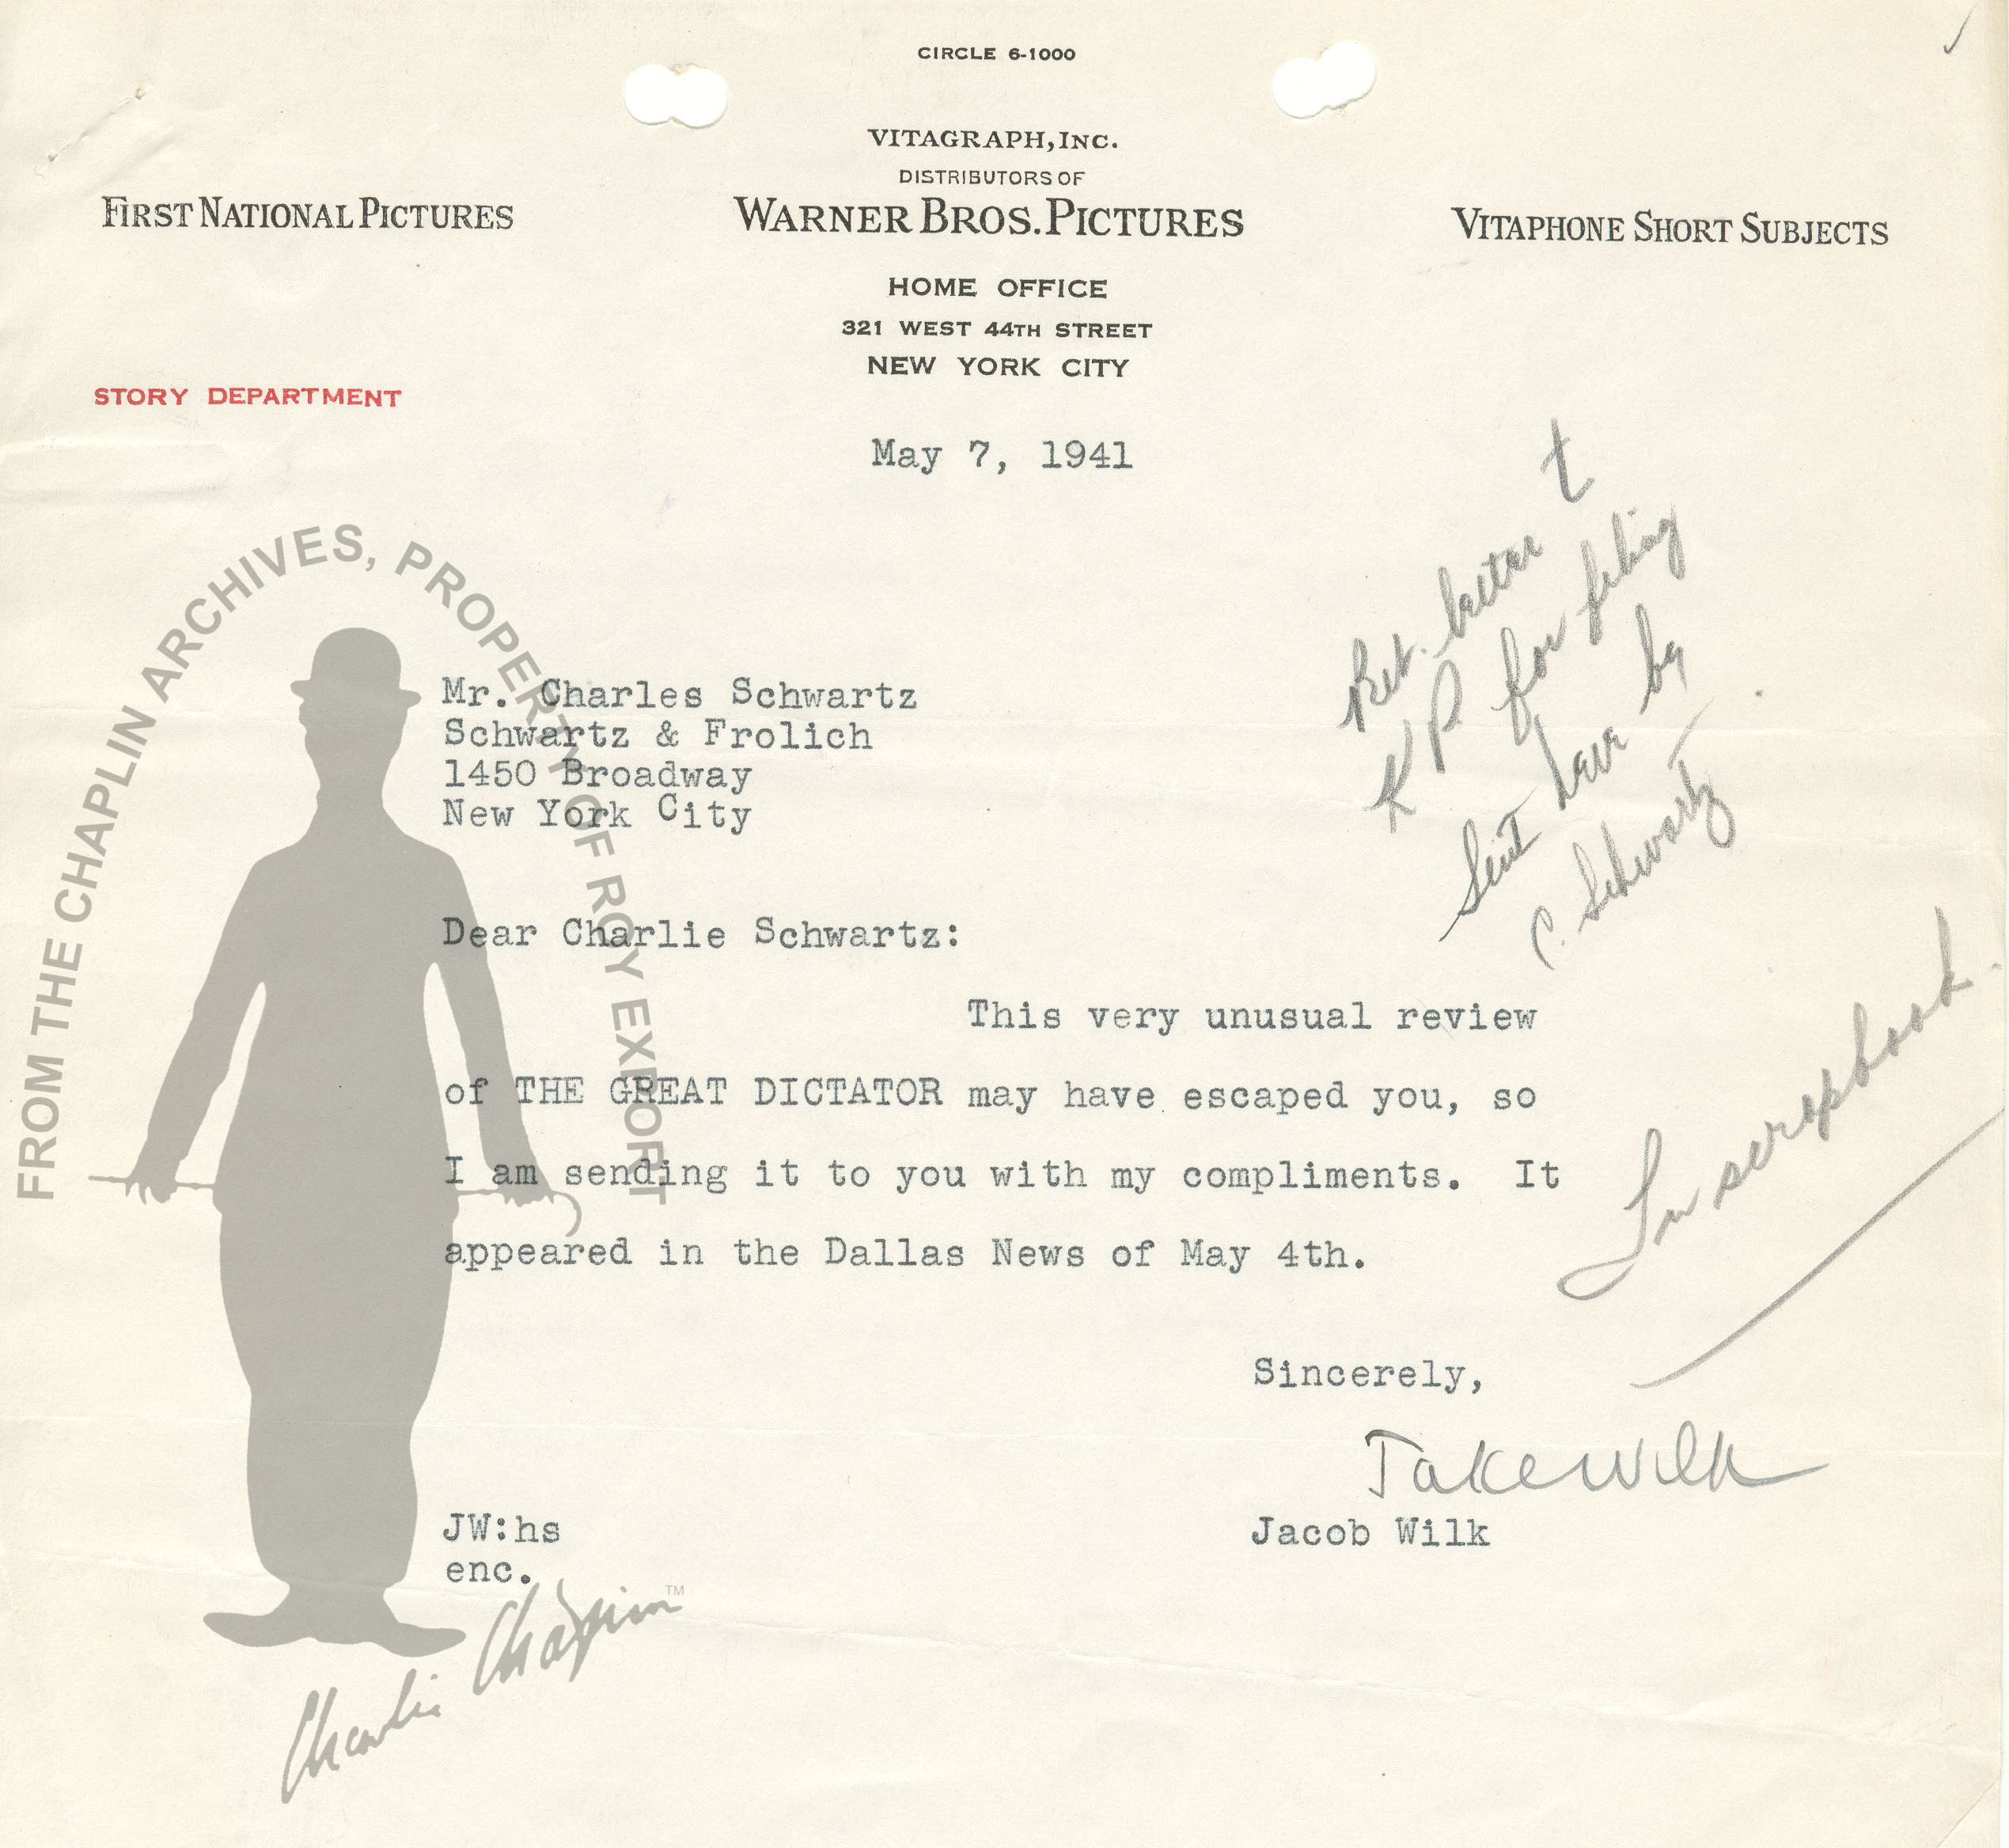 CIRCLE 6-1000
VITAGRAPH, INC.
DISTRIBUTORS OF
FIRST NATIONAL PICTURES WARNER BROS. PICTURES VITAPHONE SHORT SUBJECTS
HOME OFFICE
321 WEST 44TH STREET
NEW YORK CITY
STORY DEPARTMENT
May 7, 1941
Ret. letter t
KP for filing
Sent here by
C. Schwartz
Mr. Charles Schwartz
Schwartz & Frolich
1450 Broadway
New York City
Dear Charlie Schwartz:
This very unusual review
of THE GREAT DICTATOR may have escaped you, so
I am sending it to you with my compliments. It
appeared in the Dallas News of May 4th.
In scrapbook
Sincerely,
Jake Wilk
Jacob Wilk
JW:hs
enc.
FROM THE CHAPLIN ARCHIVES, PROPERTY OF ROY EXPORT
Charlie Chaplin TM